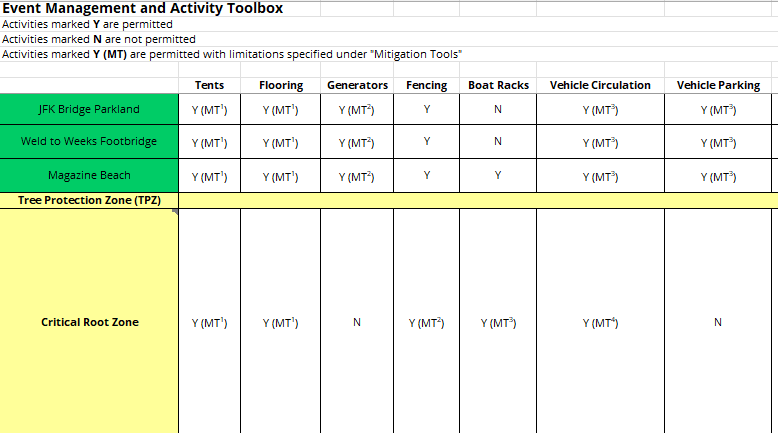 Event Management and Activity Toolbox
Activities marked Y are permitted
Activities marked N are not permitted
Activities marked Y (MT) are permitted with limitations specified under "Mitigation Tools"
Tents Flooring Generators Fencing Boat Racks Vehicle Circulation Vehicle Parking
JFK Bridge Parkland Y (MT¹) Y (MT¹) Y (MT²) Y N Y (MT³) Y (MT³)
Weld to Weeks Footbridge Y (MT¹) Y (MT¹) Y (MT²) Y N Y (MT³) Y (MT³)
Magazine Beach Y (MT¹) Y (MT¹) Y (MT²) Y Y Y (MT³) Y (MT³)
Tree Protection Zone (TPZ)
Critical Root Zone Y (MT¹) Y (MT¹) N Y (MT²) Y (MT³) Y (MT⁴) N